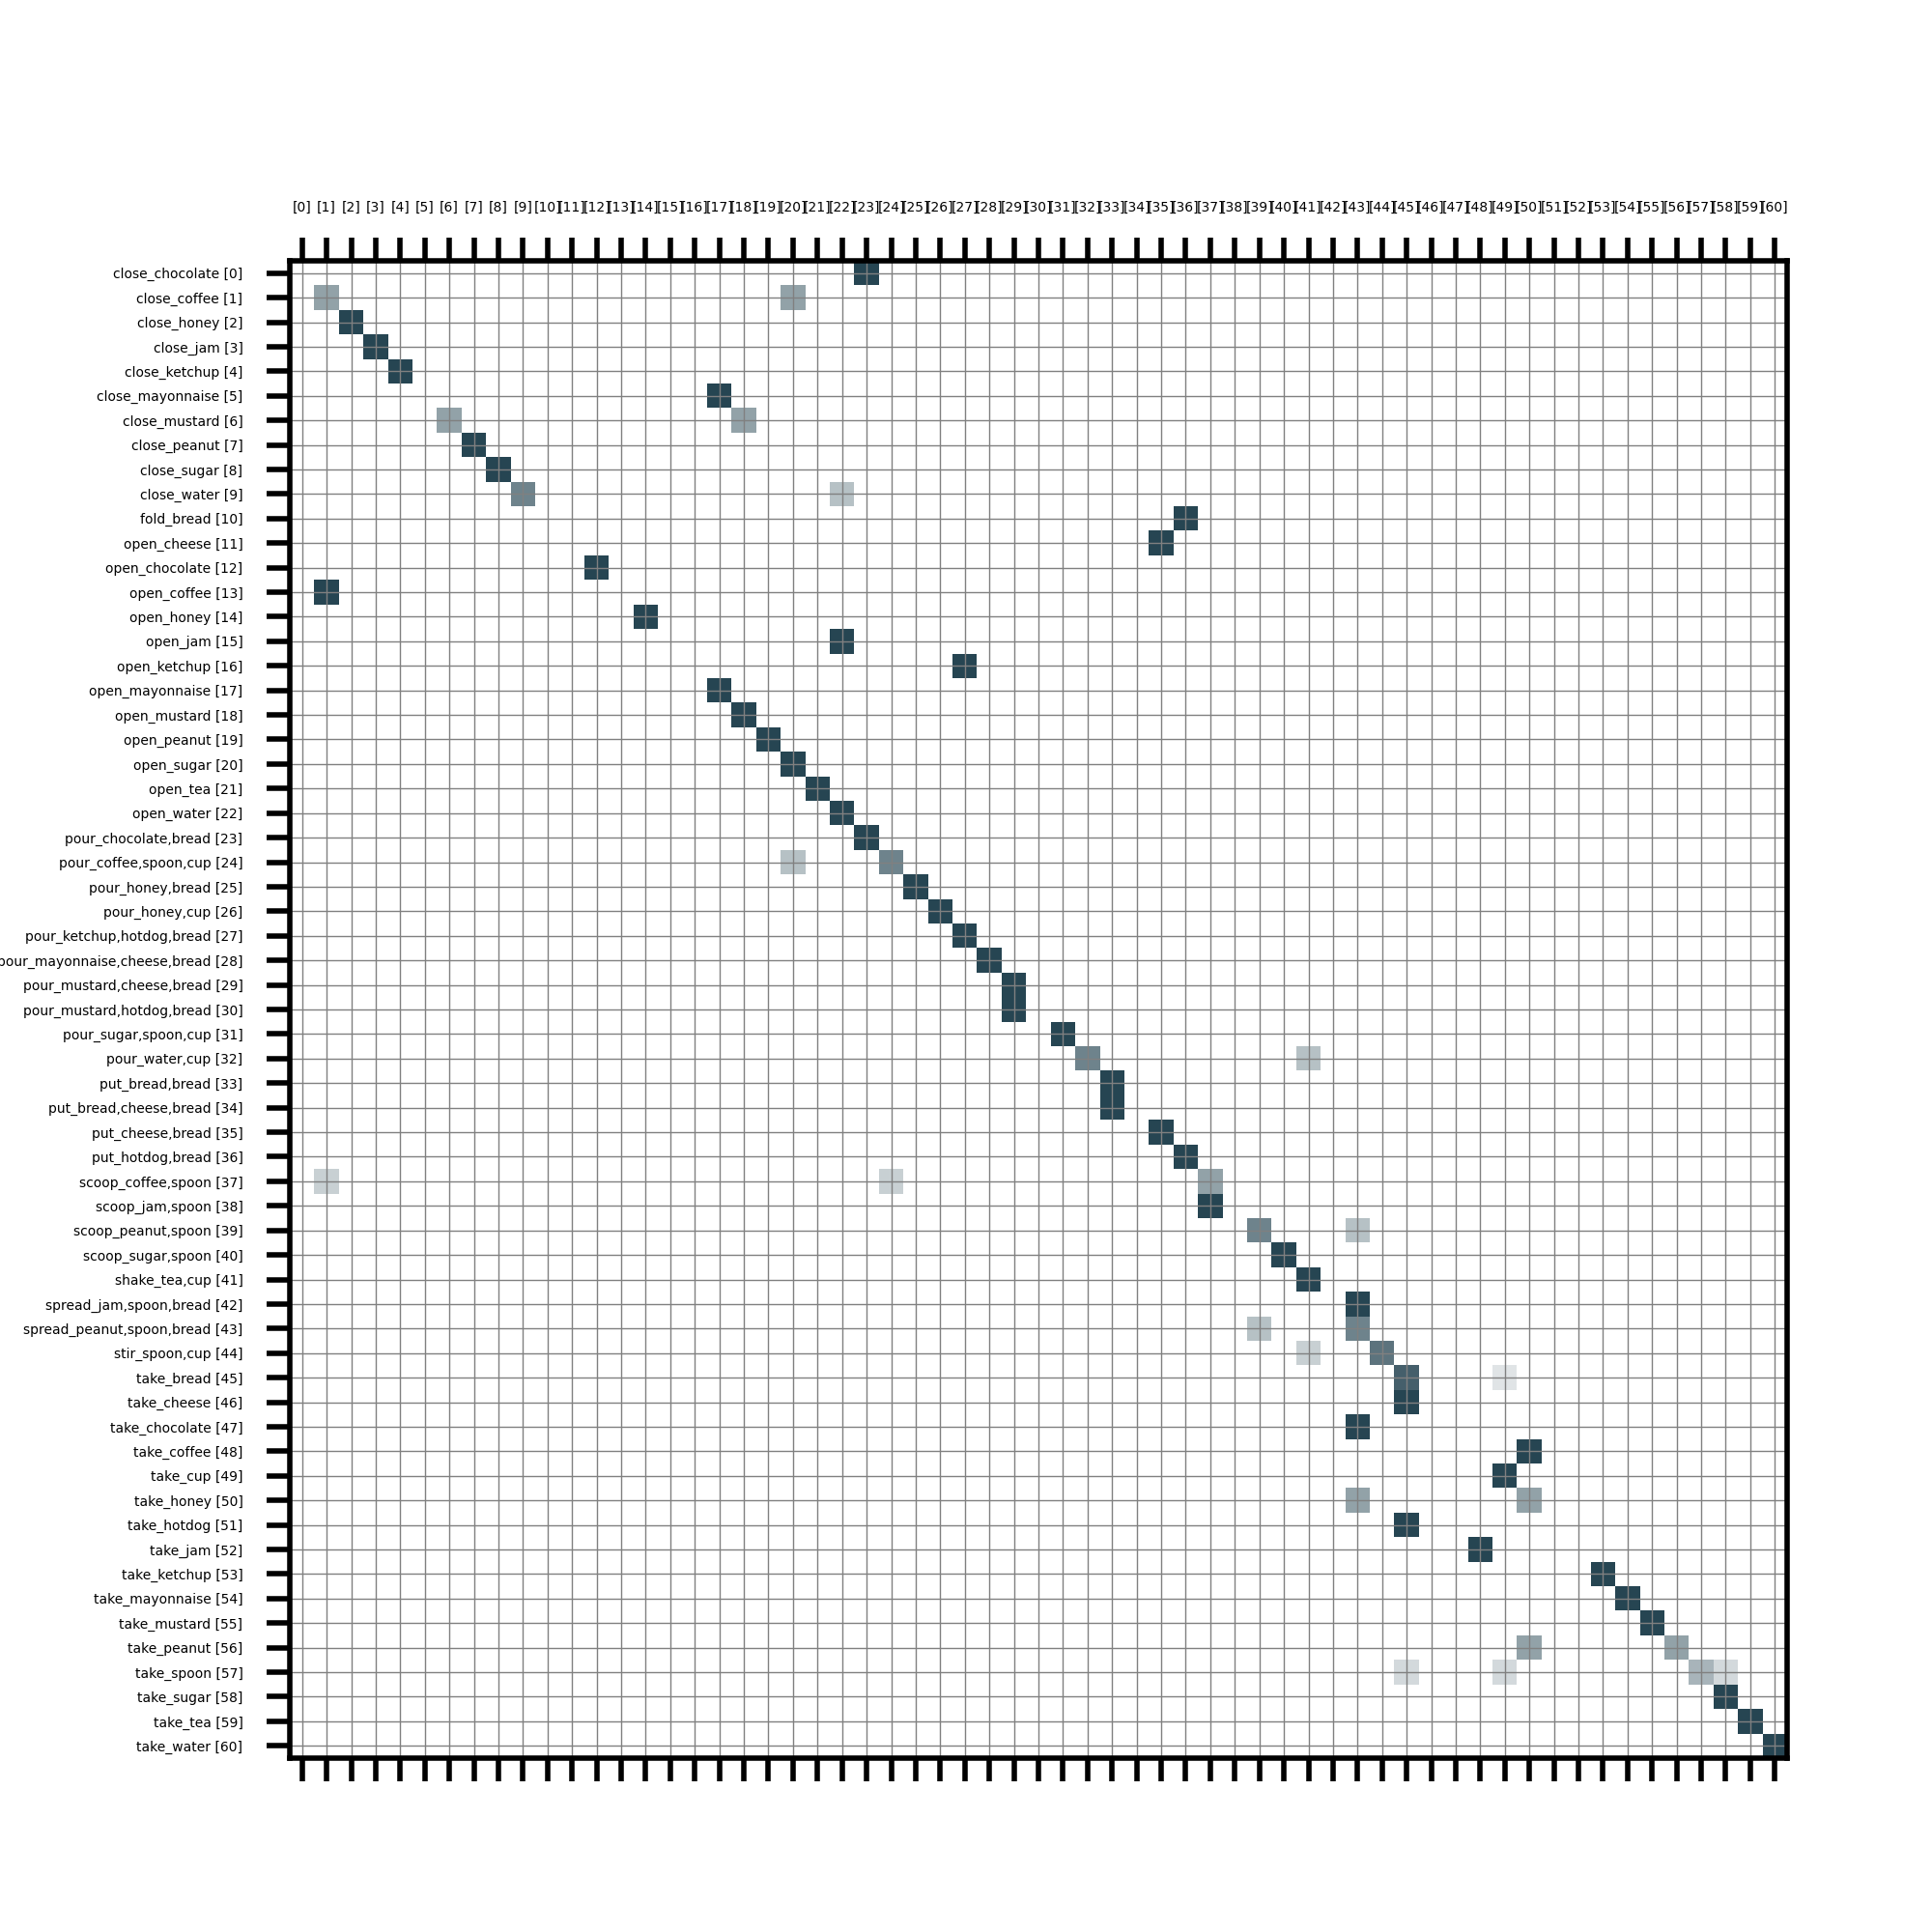 [0] [1] [2] [3] [4] [5] [6] [7] [8] [9] [10] [11] [12] [13] [14] [15] [16] [17] [18] [19] [20] [21] [22] [23] [24] [25] [26] [27] [28] [29] [30] [31] [32] [33] [34] [35] [36] [37] [38] [39] [40] [41] [42] [43] [44] [45] [46] [47] [48] [49] [50] [51] [52] [53] [54] [55] [56] [57] [58] [59] [60]
close_chocolate [0]
close_coffee [1]
close_honey [2]
close_jam [3]
close_ketchup [4]
close_mayonnaise [5]
close_mustard [6]
close_peanut [7]
close_sugar [8]
close_water [9]
fold_bread [10]
open_cheese [11]
open_chocolate [12]
open_coffee [13]
open_honey [14]
open_jam [15]
open_ketchup [16]
open_mayonnaise [17]
open_mustard [18]
open_peanut [19]
open_sugar [20]
open_tea [21]
open_water [22]
pour_chocolate,bread [23]
pour_coffee,spoon,cup [24]
pour_honey,bread [25]
pour_honey,cup [26]
pour_ketchup,hotdog,bread [27]
pour_mayonnaise,cheese,bread [28]
pour_mustard,cheese,bread [29]
pour_mustard,hotdog,bread [30]
pour_sugar,spoon,cup [31]
pour_water,cup [32]
put_bread,bread [33]
put_bread,cheese,bread [34]
put_cheese,bread [35]
put_hotdog,bread [36]
scoop_coffee,spoon [37]
scoop_jam,spoon [38]
scoop_peanut,spoon [39]
scoop_sugar,spoon [40]
shake_tea,cup [41]
spread_jam,spoon,bread [42]
spread_peanut,spoon,bread [43]
stir_spoon,cup [44]
take_bread [45]
take_cheese [46]
take_chocolate [47]
take_coffee [48]
take_cup [49]
take_honey [50]
take_hotdog [51]
take_jam [52]
take_ketchup [53]
take_mayonnaise [54]
take_mustard [55]
take_peanut [56]
take_spoon [57]
take_sugar [58]
take_tea [59]
take_water [60]